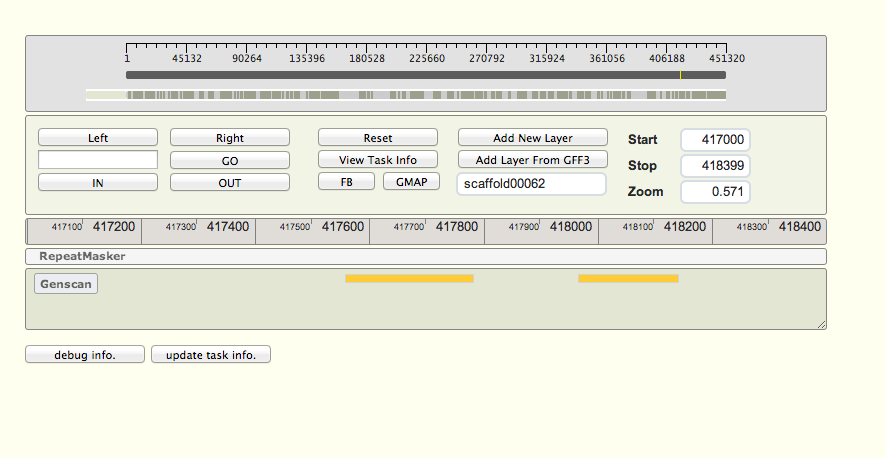 1 45132 90264 135396 180528 225660 270792 315924 361056 406188 451320
Left Right Reset Add New Layer Start 417000
GO View Task Info Add Layer From GFF3 Stop 418399
IN OUT FB GMAP scaffold00062 Zoom 0.571
417100 417200 417300 417400 417500 417600 417700 417800 417900 418000 418100 418200 418300 418400
RepeatMasker
Genscan
debug info. update task info.